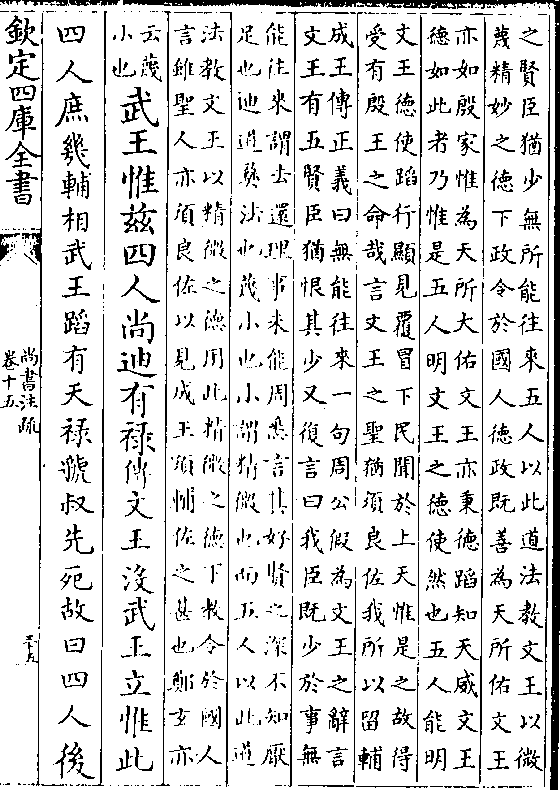 之賢臣猶少無所能往來五人以此道法教文王以微
蔑精妙之德下政令於國人德政既善為天所佑文王
亦如殷家惟為天所大佑文王亦秉德蹈知天威文王
德如此者乃惟是五人明文王之德使然也五人能明
文王德使蹈行顯見覆冒下民聞於上天惟是之故得
受有殷王之命哉言文王之聖猶須良佐我所以留輔
成王傳正義曰無能往來一句周公假為文王之辭言
文王有五賢臣猶恨其少又復言曰我臣既少於事無
能往來謂去還理事未能周悉言其好賢之深不知厭
足也迪道彛法也蔑小也小謂精微也而五人以此道
法教文王以精微之德用此精微之德下教令於國人
言雖聖人亦須良佐以見成王須輔佐之甚也鄭玄亦
云蔑
小也
武王惟兹四人尚迪有禄傳文王没武王立惟此
四人庶幾輔相武王蹈有天禄虢叔先死故曰四人後
欽定四庫全書
尚書注疏
卷十五
三十五